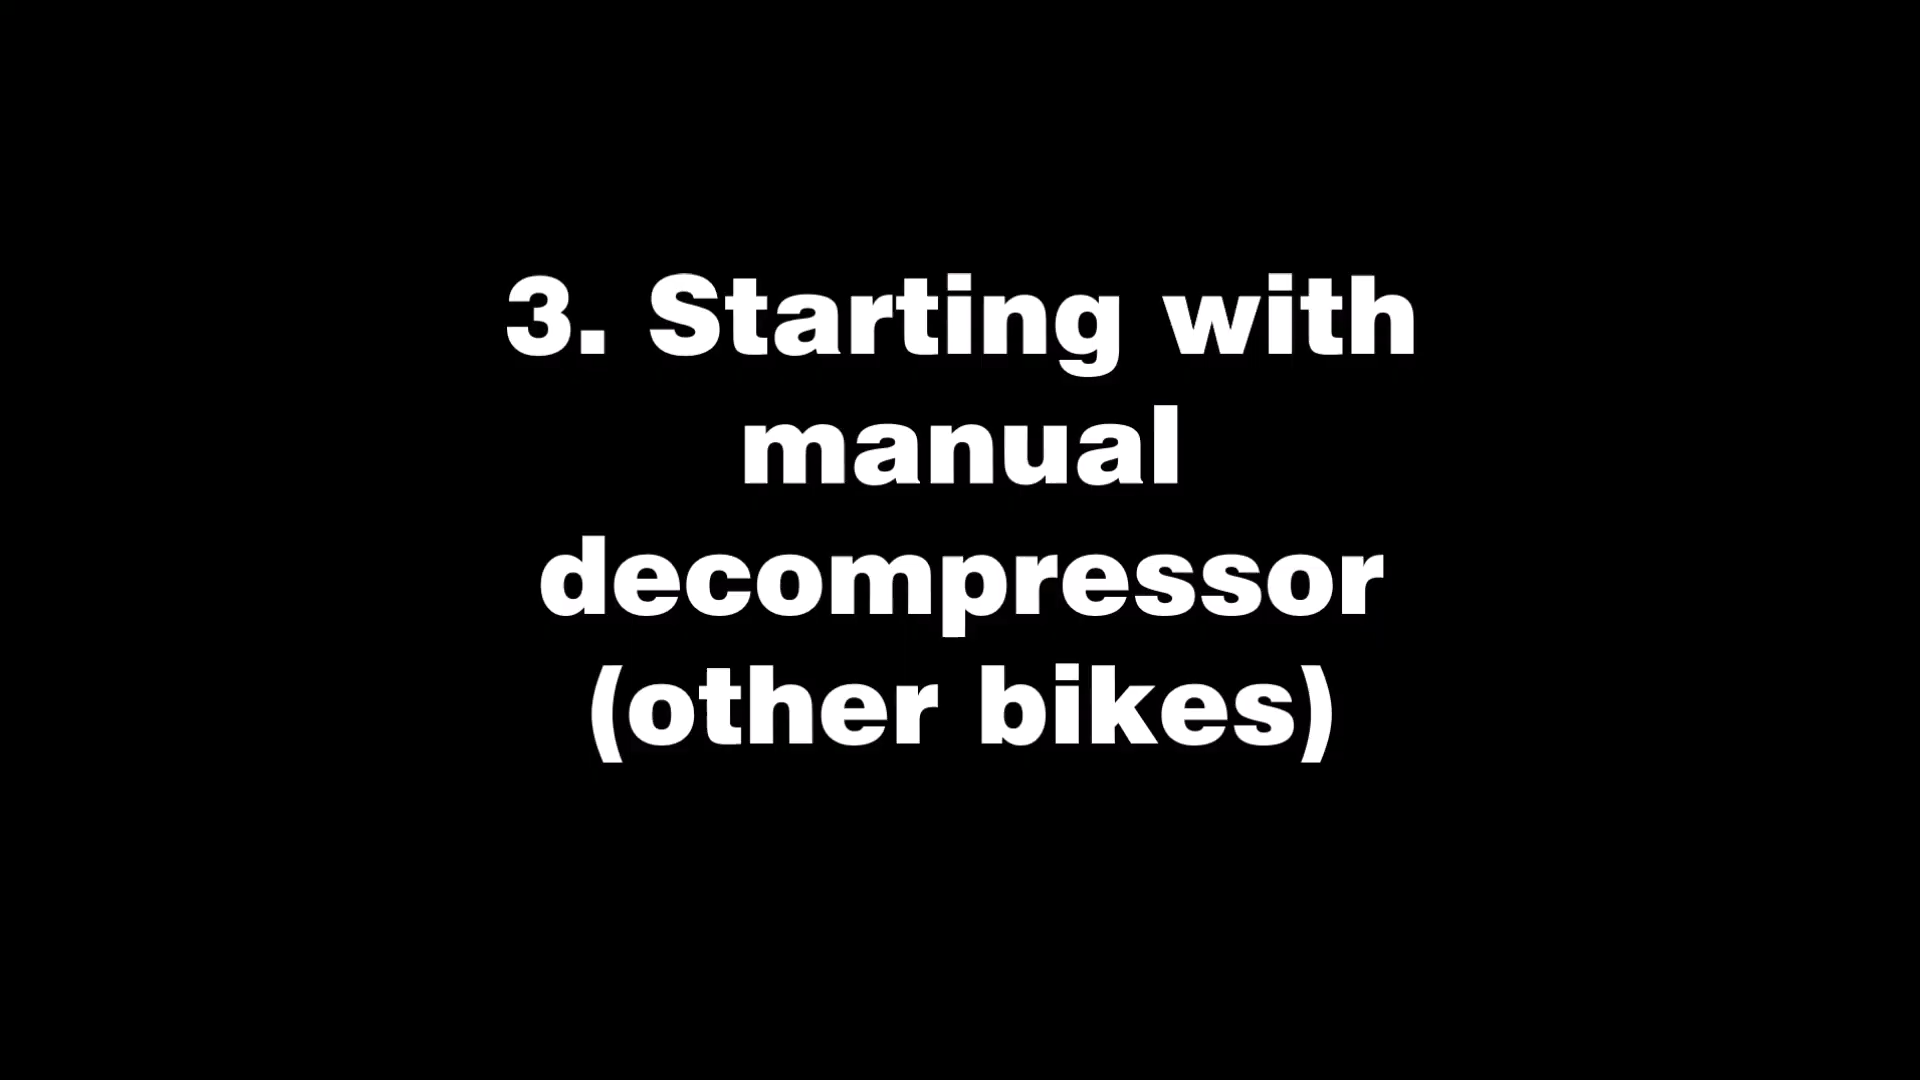 3. Starting with
manual
decompressor
(other bikes)